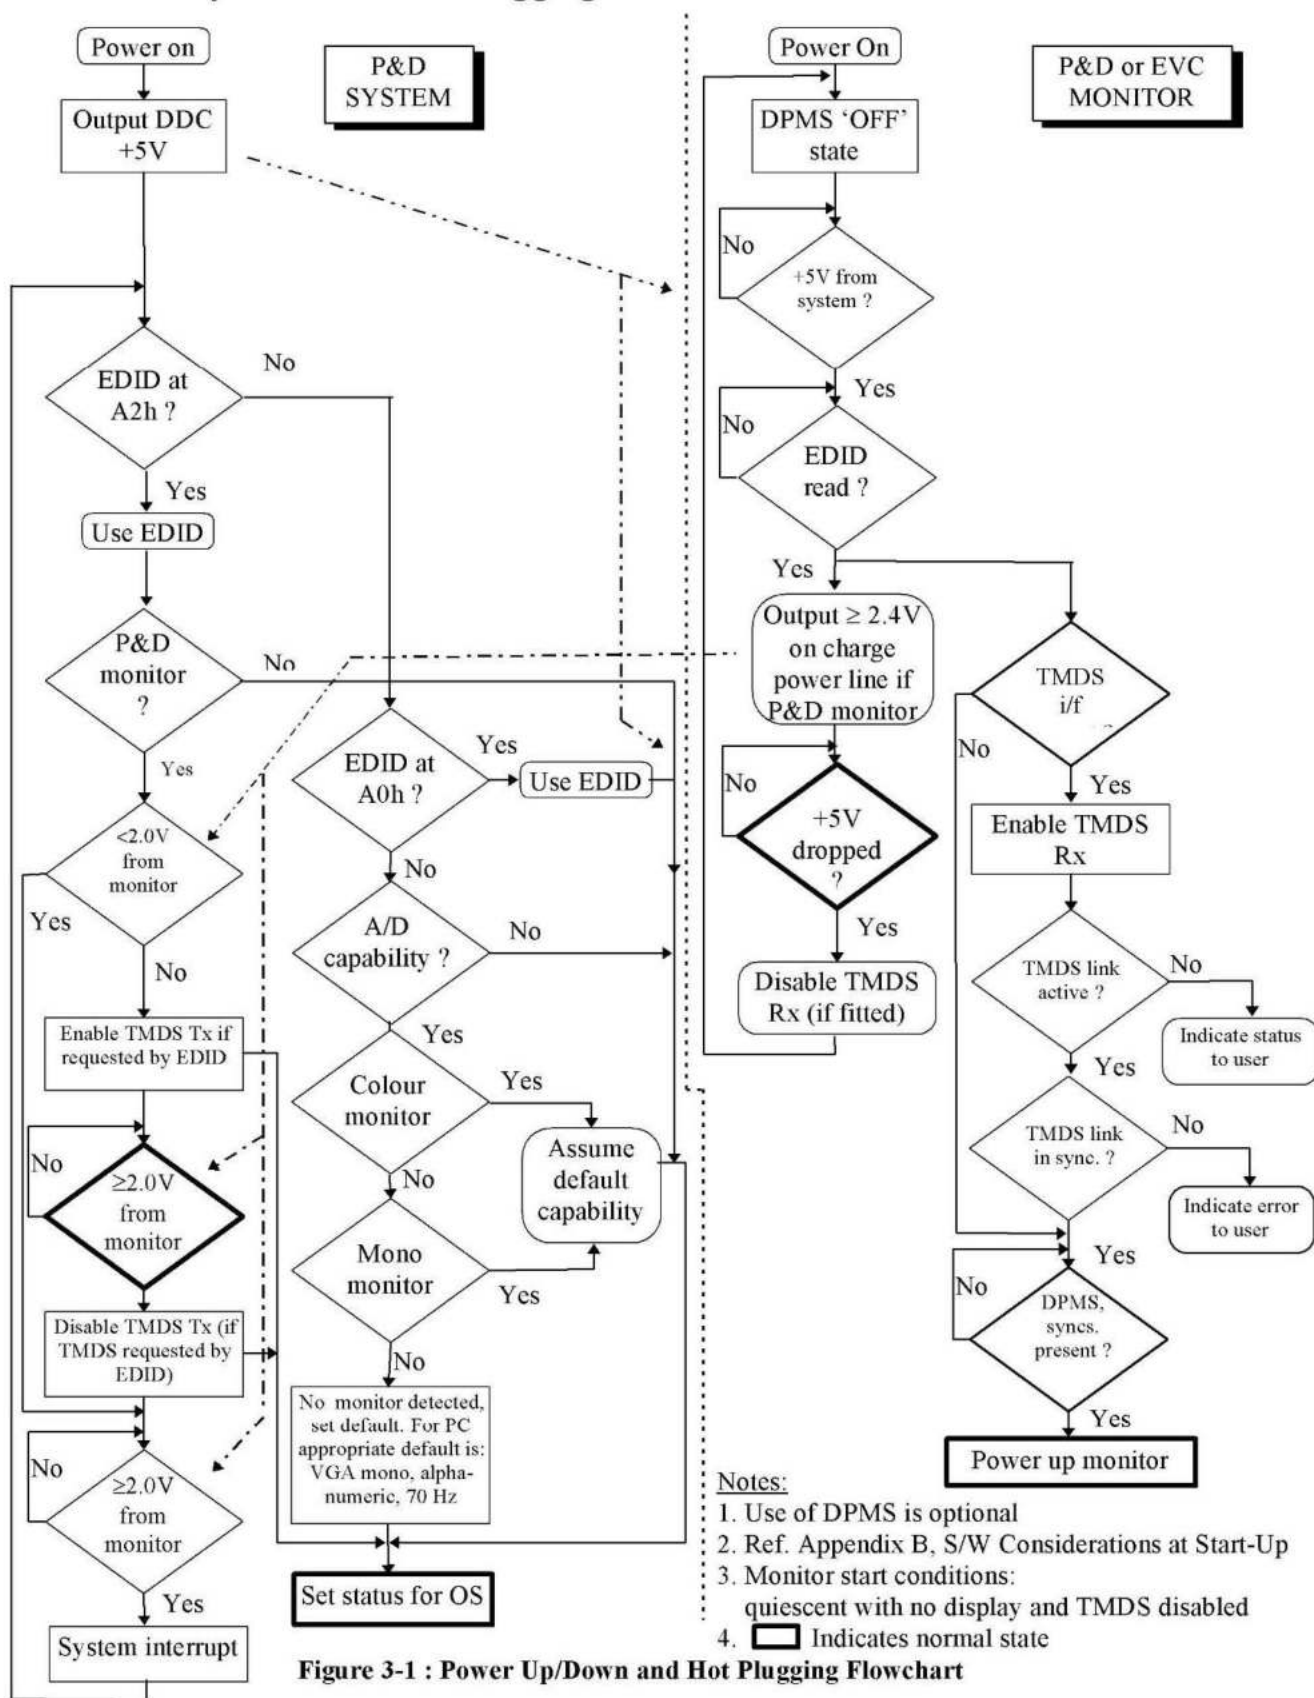 Power on
P&D
SYSTEM
Output DDC
+5V
EDID at
A2h ?
No
Yes
Use EDID
P&D
monitor
?
No
Yes
<2.0V
from
monitor
Yes
No
Enable TMDS Tx if
requested by EDID
No
≥2.0V
from
monitor
Disable TMDS Tx (if
TMDS requested by
EDID)
No
≥2.0V
from
monitor
Yes
System interrupt
EDID at
A0h ?
Yes
Use EDID
No
A/D
capability ?
No
Yes
Colour
monitor
Yes
No
Assume
default
capability
Mono
monitor
Yes
No
No monitor detected,
set default. For PC
appropriate default is:
VGA mono, alpha-
numeric, 70 Hz
Set status for OS
Power On
P&D or EVC
MONITOR
DPMS ‘OFF’
state
No
+5V from
system ?
Yes
No
EDID
read ?
Yes
Output ≥ 2.4V
on charge
power line if
P&D monitor
No
+5V
dropped
?
Yes
Disable TMDS
Rx (if fitted)
TMDS
i/f
No
Yes
Enable TMDS
Rx
TMDS link
active ?
No
Indicate status
to user
Yes
TMDS link
in sync. ?
No
Indicate error
to user
Yes
No
DPMS,
syncs.
present ?
Yes
Power up monitor
Notes:
1. Use of DPMS is optional
2. Ref. Appendix B, S/W Considerations at Start-Up
3. Monitor start conditions:
quiescent with no display and TMDS disabled
4. Indicates normal state
Figure 3-1 : Power Up/Down and Hot Plugging Flowchart